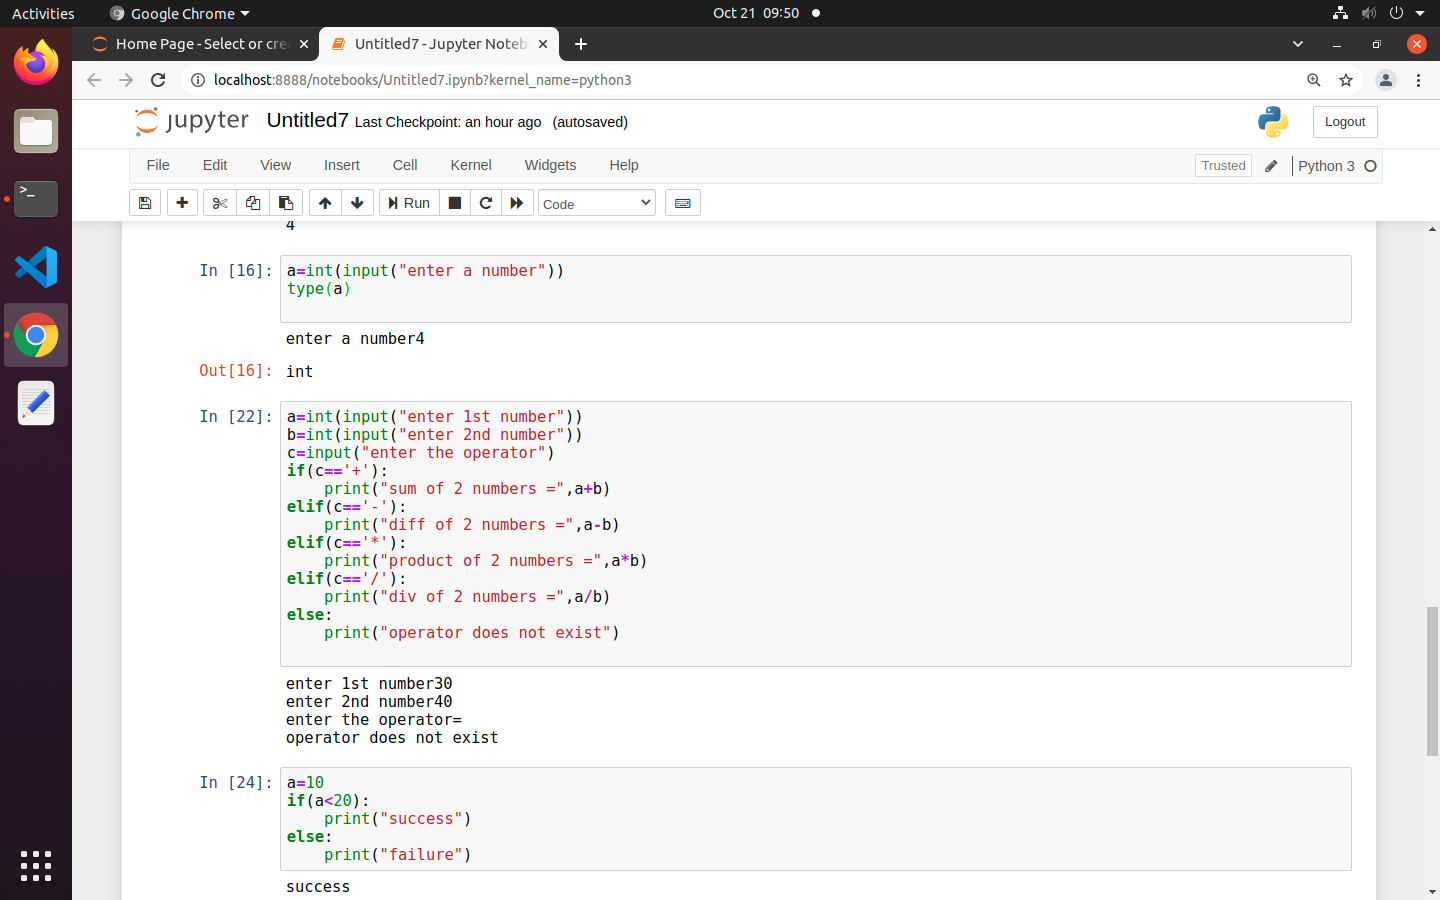 Activities
Google Chrome
Oct 21 09:50
Home Page - Select or cre
Untitled7 - Jupyter Noteb
localhost:8888/notebooks/Untitled7.ipynb?kernel_name=python3
jupyter
Untitled7 Last Checkpoint: an hour ago (autosaved)
Logout
File Edit View Insert Cell Kernel Widgets Help
Trusted
Python 3
Run
Code
4
In [16]:
a=int(input("enter a number"))
type(a)
enter a number4
Out[16]: int
In [22]:
a=int(input("enter 1st number"))
b=int(input("enter 2nd number"))
c=input("enter the operator")
if(c=='+'):
    print("sum of 2 numbers =",a+b)
elif(c=='-'):
    print("diff of 2 numbers =",a-b)
elif(c=='*'):
    print("product of 2 numbers =",a*b)
elif(c=='/'):
    print("div of 2 numbers =",a/b)
else:
    print("operator does not exist")
enter 1st number30
enter 2nd number40
enter the operator=
operator does not exist
In [24]:
a=10
if(a<20):
    print("success")
else:
    print("failure")
success